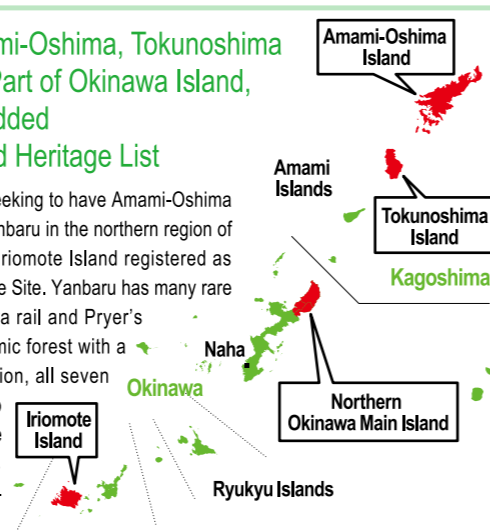 mi-Oshima, Tokunoshima
Part of Okinawa Island,
dded
d Heritage List
eeking to have Amami-Oshima
nbaru in the northern region of
riomote Island registered as
e Site. Yanbaru has many rare
a rail and Pryer's
nic forest with a
ion, all seven
Amami-Oshima
Island
Amami
Islands
Tokunoshima
Island
Kagoshima
Naha
Okinawa
Northern
Okinawa Main Island
Iriomote
Island
Ryukyu Islands